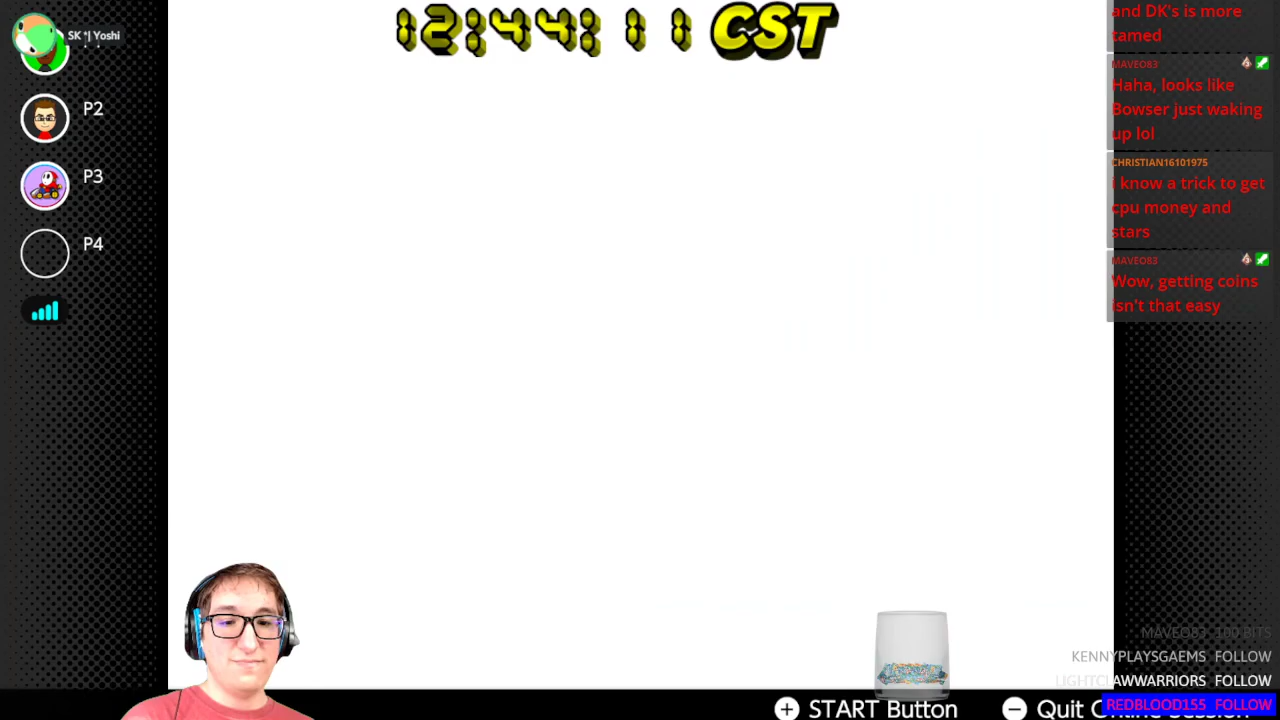 12:44:11 CST
SK *| Yoshi
P2
P3
P4
and DK's is more
tamed
MAVEO83
Haha, looks like
Bowser just waking
up lol
CHRISTIAN16101975
i know a trick to get
cpu money and
stars
MAVEO83
Wow, getting coins
isn't that easy
MAVEO83 100 BITS
KENNYPLAYSGAEMS FOLLOW
LIGHTCLAWWARRIORS FOLLOW
REDBLOOD155 FOLLOW
START Button
Quit